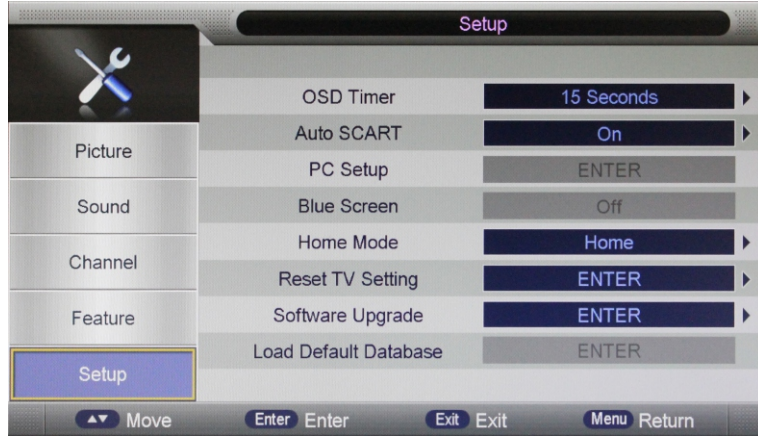 Setup
OSD Timer 15 Seconds
Auto SCART On
Picture
PC Setup ENTER
Sound
Blue Screen Off
Home Mode Home
Channel
Reset TV Setting ENTER
Feature
Software Upgrade ENTER
Load Default Database ENTER
Setup
Move Enter Enter Exit Exit Menu Return